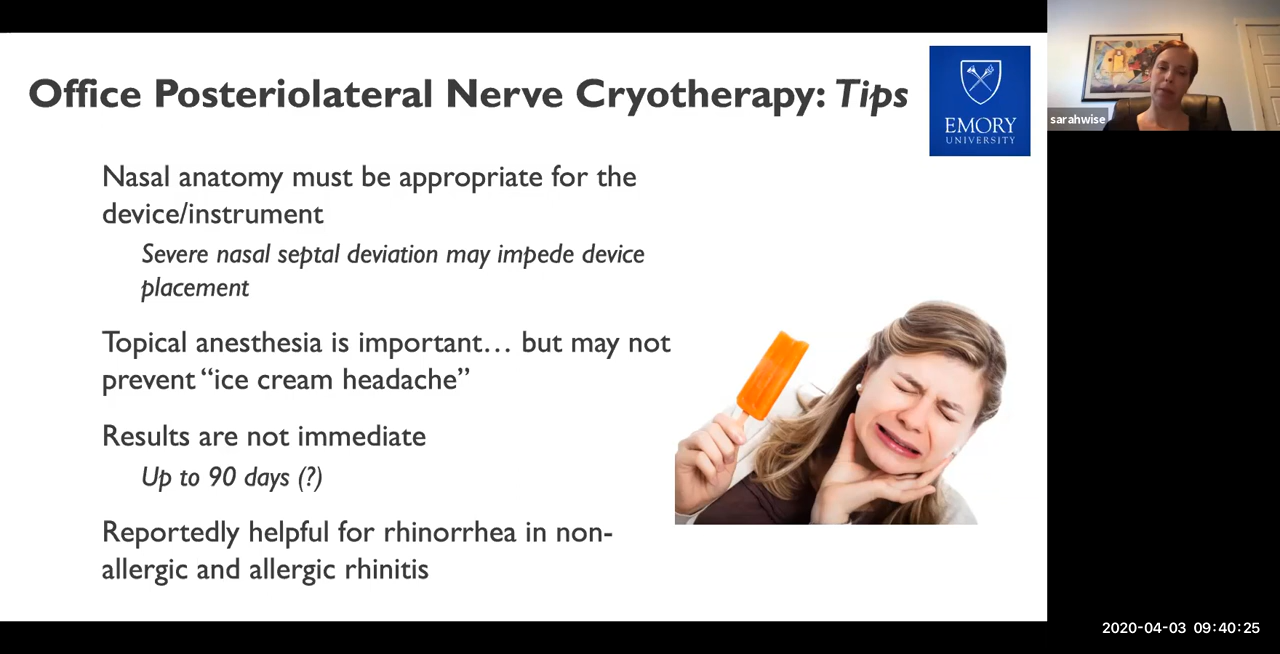 Office Posteriolateral Nerve Cryotherapy: Tips
EMORY
UNIVERSITY
sarahwise
Nasal anatomy must be appropriate for the
device/instrument
Severe nasal septal deviation may impede device
placement
Topical anesthesia is important… but may not
prevent “ice cream headache”
Results are not immediate
Up to 90 days (?)
Reportedly helpful for rhinorrhea in non-
allergic and allergic rhinitis
2020-04-03 09:40:25